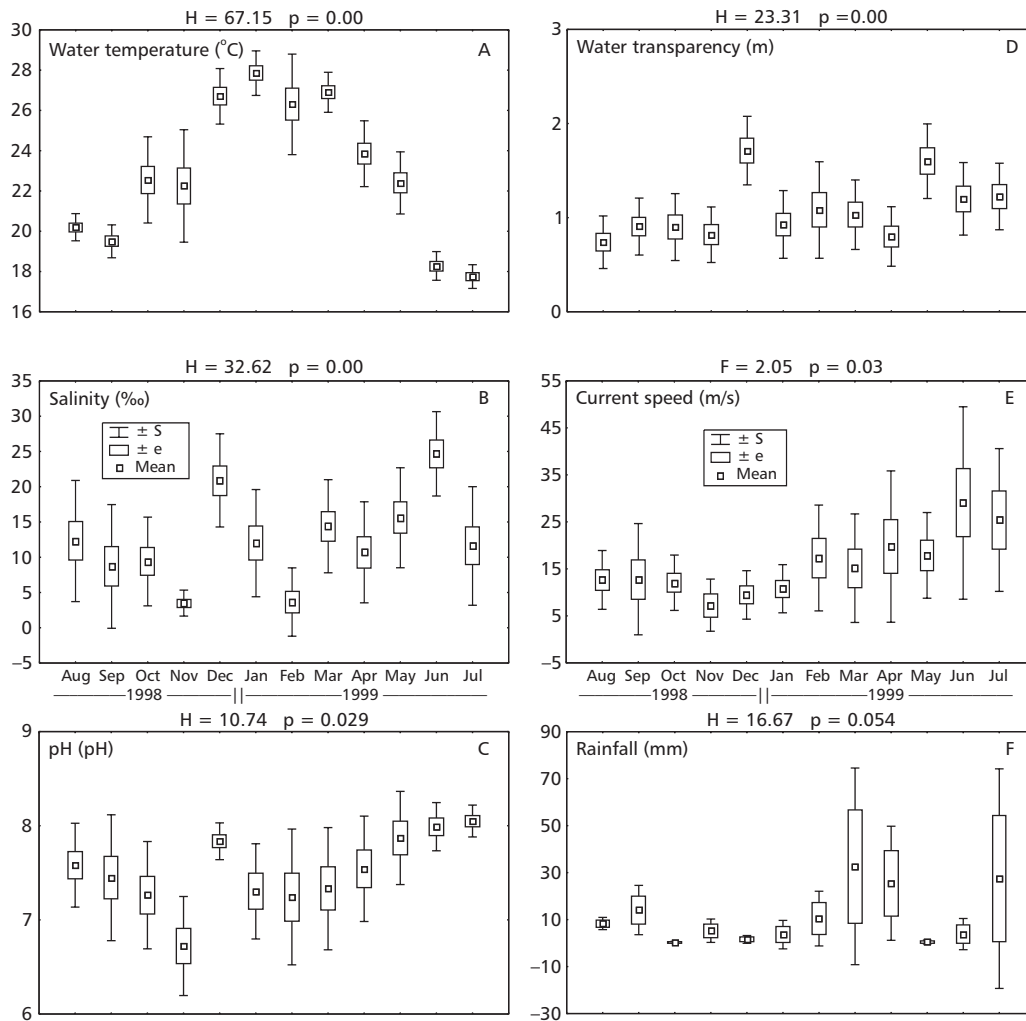 H = 67.15 p = 0.00
Water temperature (°C) A
30
28
26
24
22
20
18
16
H = 23.31 p =0.00
Water transparency (m) D
3
2
1
0
H = 32.62 p = 0.00
Salinity (‰) B
± S
± e
Mean
35
30
25
20
15
10
5
0
–5
Aug Sep Oct Nov Dec Jan Feb Mar Apr May Jun Jul
1998 || 1999
F = 2.05 p = 0.03
Current speed (m/s) E
± S
± e
Mean
55
45
35
25
15
5
–5
Aug Sep Oct Nov Dec Jan Feb Mar Apr May Jun Jul
1998 || 1999
H = 10.74 p = 0.029
pH (pH) C
9
8
7
6
H = 16.67 p = 0.054
Rainfall (mm) F
90
70
50
30
10
–10
–30